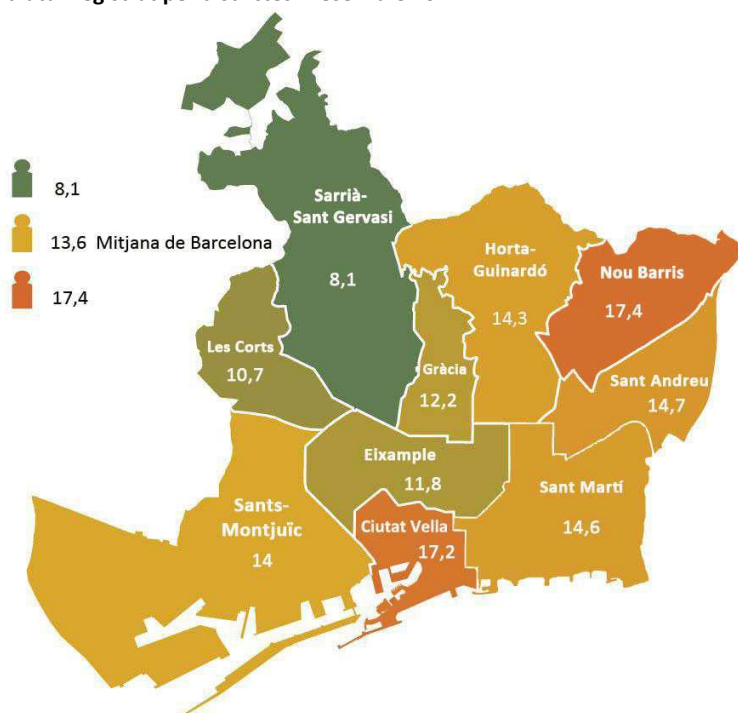 8,1
13,6 Mitjana de Barcelona
17,4
Sarrià-
Sant Gervasi
8,1
Horta-
Guinardó
14,3
Nou Barris
17,4
Les Corts
10,7
Gràcia
12,2
Sant Andreu
14,7
Eixample
11,8
Sant Martí
14,6
Sants-
Montjuïc
14
Ciutat Vella
17,2